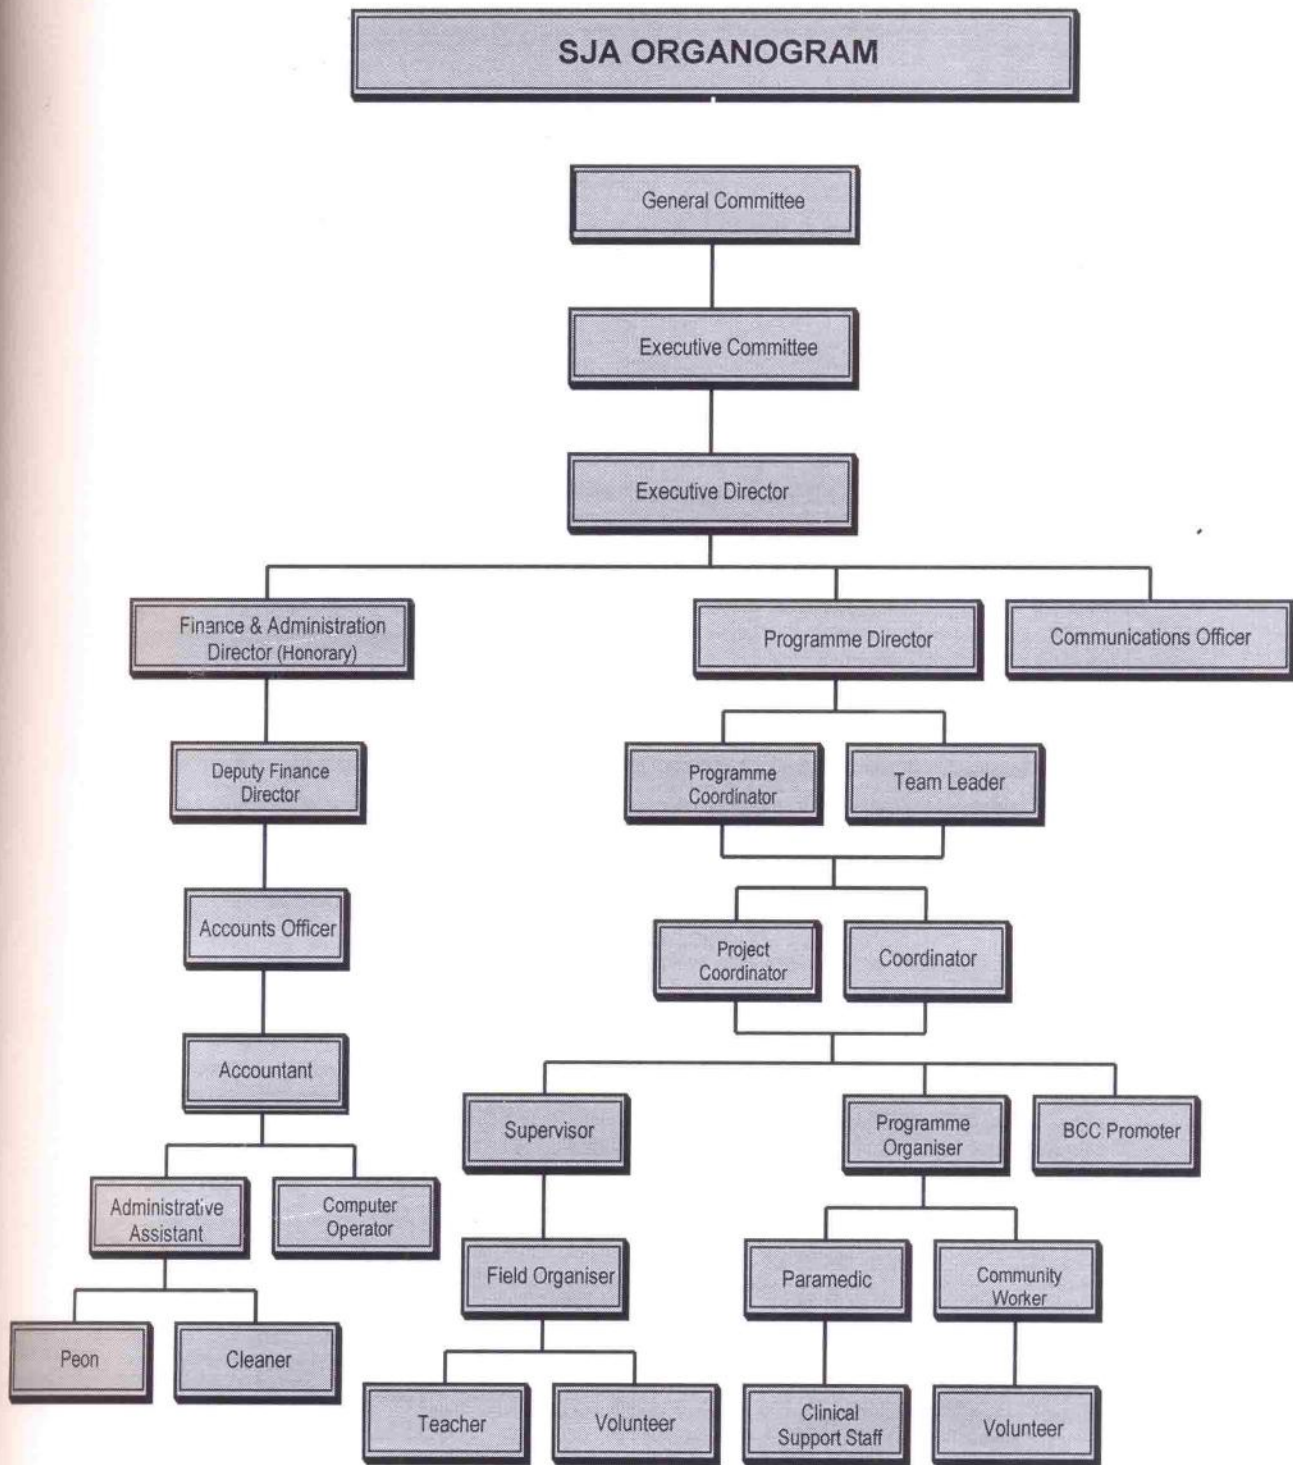 SJA ORGANOGRAM
General Committee
Executive Committee
Executive Director
Finance & Administration
Director (Honorary)
Programme Director
Communications Officer
Deputy Finance
Director
Programme
Coordinator
Team Leader
Accounts Officer
Project
Coordinator
Coordinator
Accountant
Supervisor
Programme
Organiser
BCC Promoter
Administrative
Assistant
Computer
Operator
Field Organiser
Paramedic
Community
Worker
Peon
Cleaner
Teacher
Volunteer
Clinical
Support Staff
Volunteer